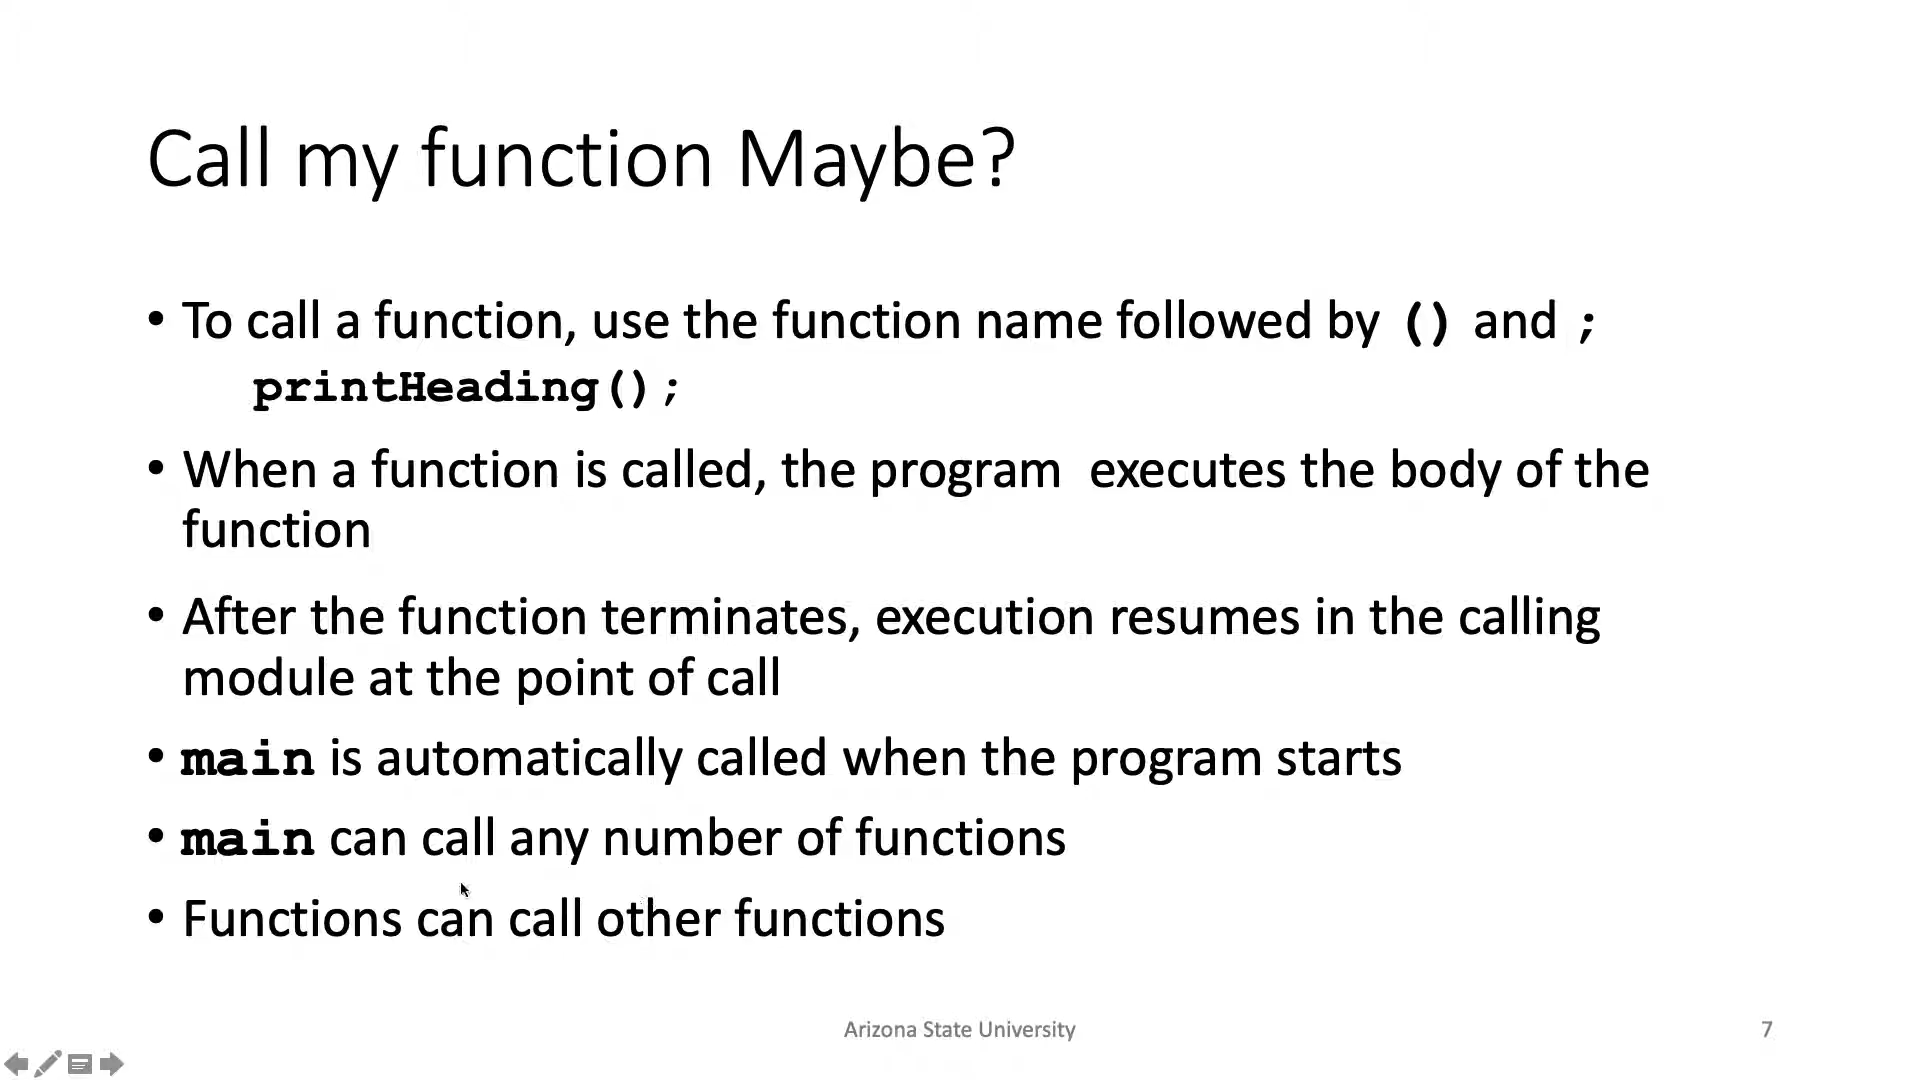 Call my function Maybe?
• To call a function, use the function name followed by () and ;
printHeading();
• When a function is called, the program  executes the body of the
function
• After the function terminates, execution resumes in the calling
module at the point of call
• main is automatically called when the program starts
• main can call any number of functions
• Functions can call other functions
Arizona State University
7